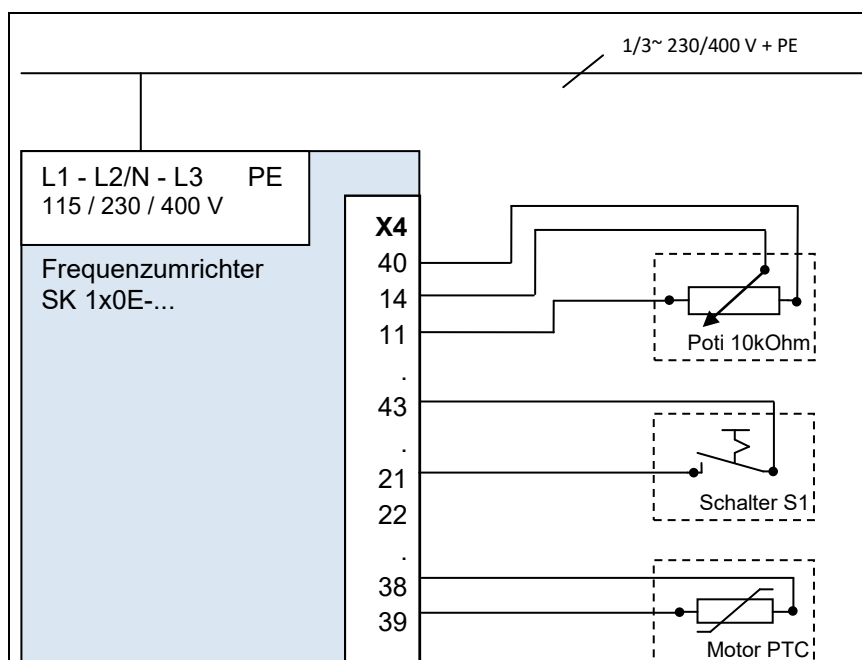 1/3~ 230/400 V + PE
L1 - L2/N - L3 PE
115 / 230 / 400 V
Frequenzumrichter
SK 1x0E-...
X4
40
14
11
.
43
.
21
22
.
38
39
Poti 10kOhm
Schalter S1
Motor PTC